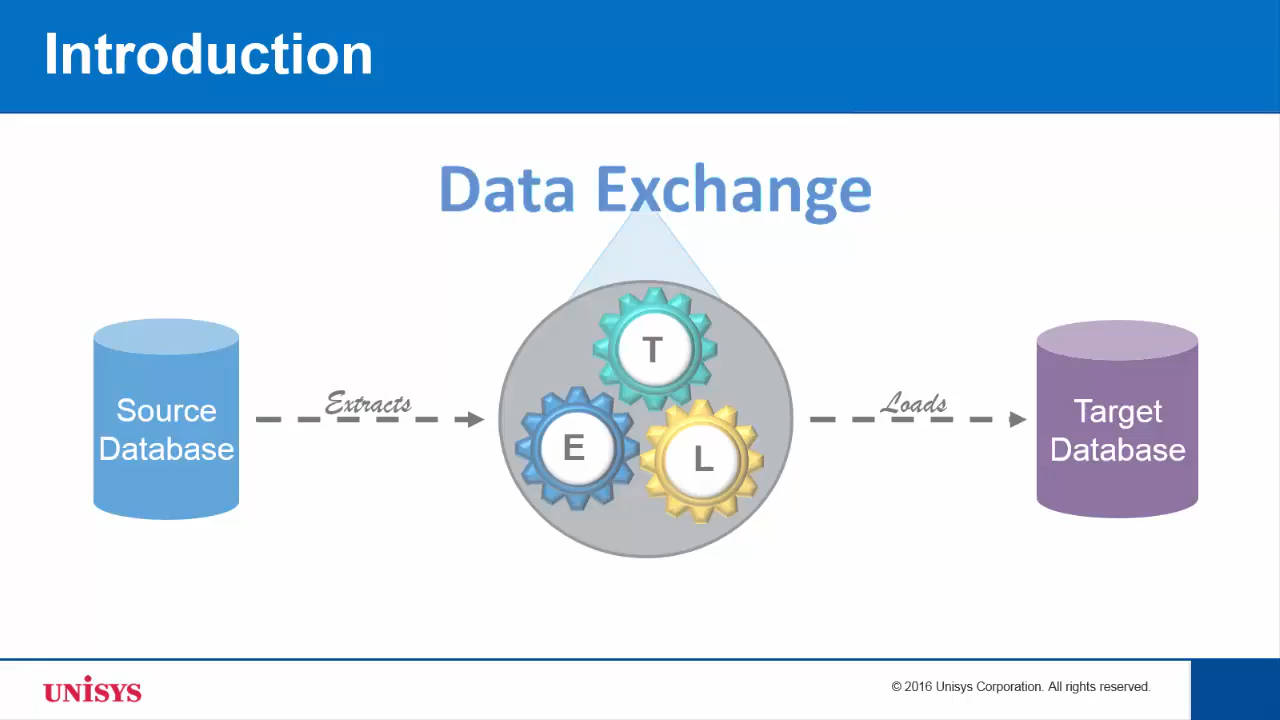 Introduction
Data Exchange
T
E
L
Source
Database
Extracts
Loads
Target
Database
UNiSYS
© 2016 Unisys Corporation. All rights reserved.